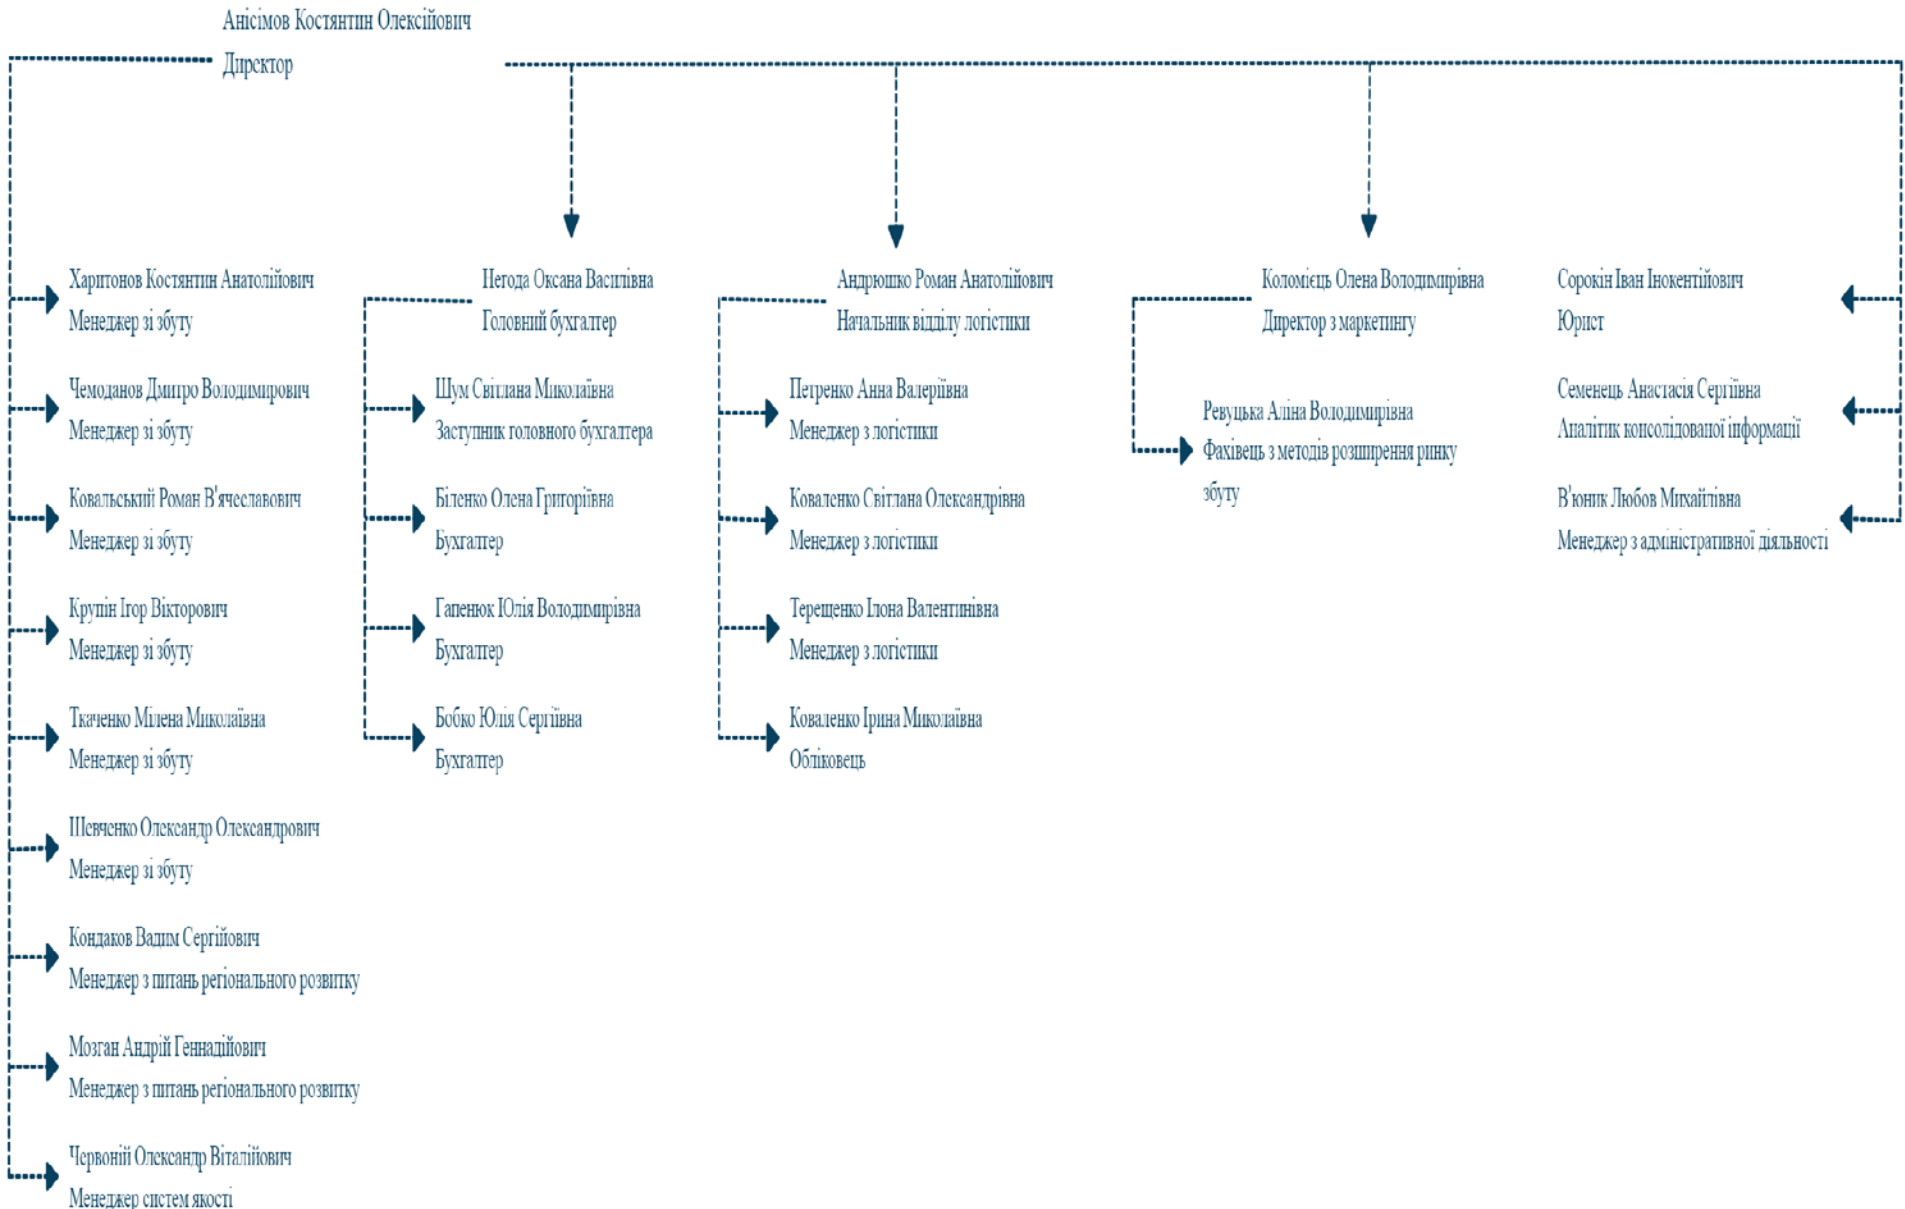 Анісімов Костянтин Олексійович
Директор
Харитонов Костянтин Анатолійович
Менеджер зі збуту
Чемоданов Дмитро Володимирович
Менеджер зі збуту
Ковальський Роман В'ячеславович
Менеджер зі збуту
Крупін Ігор Вікторович
Менеджер зі збуту
Ткаченко Мілена Миколаївна
Менеджер зі збуту
Шевченко Олександр Олександрович
Менеджер зі збуту
Кондаков Вадим Сергійович
Менеджер з питань регіонального розвитку
Мозган Андрій Геннадійович
Менеджер з питань регіонального розвитку
Червоній Олександр Віталійович
Менеджер систем якості
Негода Оксана Василівна
Головний бухгалтер
Шум Світлана Миколаївна
Заступник головного бухгалтера
Біленко Олена Григоріївна
Бухгалтер
Гапенюк Юлія Володимирівна
Бухгалтер
Бобко Юлія Сергіївна
Бухгалтер
Андрюшко Роман Анатолійович
Начальник відділу логістики
Петренко Анна Валеріївна
Менеджер з логістики
Коваленко Світлана Олександрівна
Менеджер з логістики
Терещенко Ілона Валентинівна
Менеджер з логістики
Коваленко Ірина Миколаївна
Обліковець
Коломієць Олена Володимирівна
Директор з маркетингу
Ревуцька Аліна Володимирівна
Фахівець з методів розширення ринку
збуту
Сорокін Іван Інокентійович
Юрист
Семенець Анастасія Сергіївна
Аналітик консолідованої інформації
В'юник Любов Михайлівна
Менеджер з адміністративної діяльності